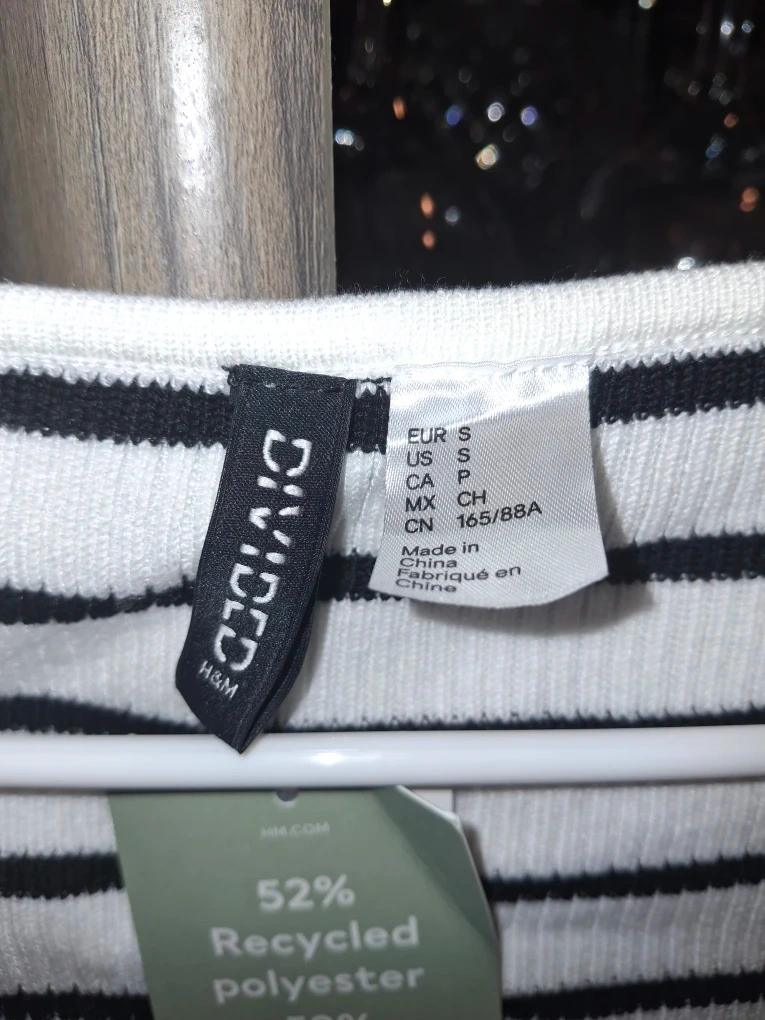 DIVIDED
H&M
EUR S
US S
CA P
MX CH
CN 165/88A
Made in
China
Fabriqué en
Chine
HM.COM
52%
Recycled
polyester